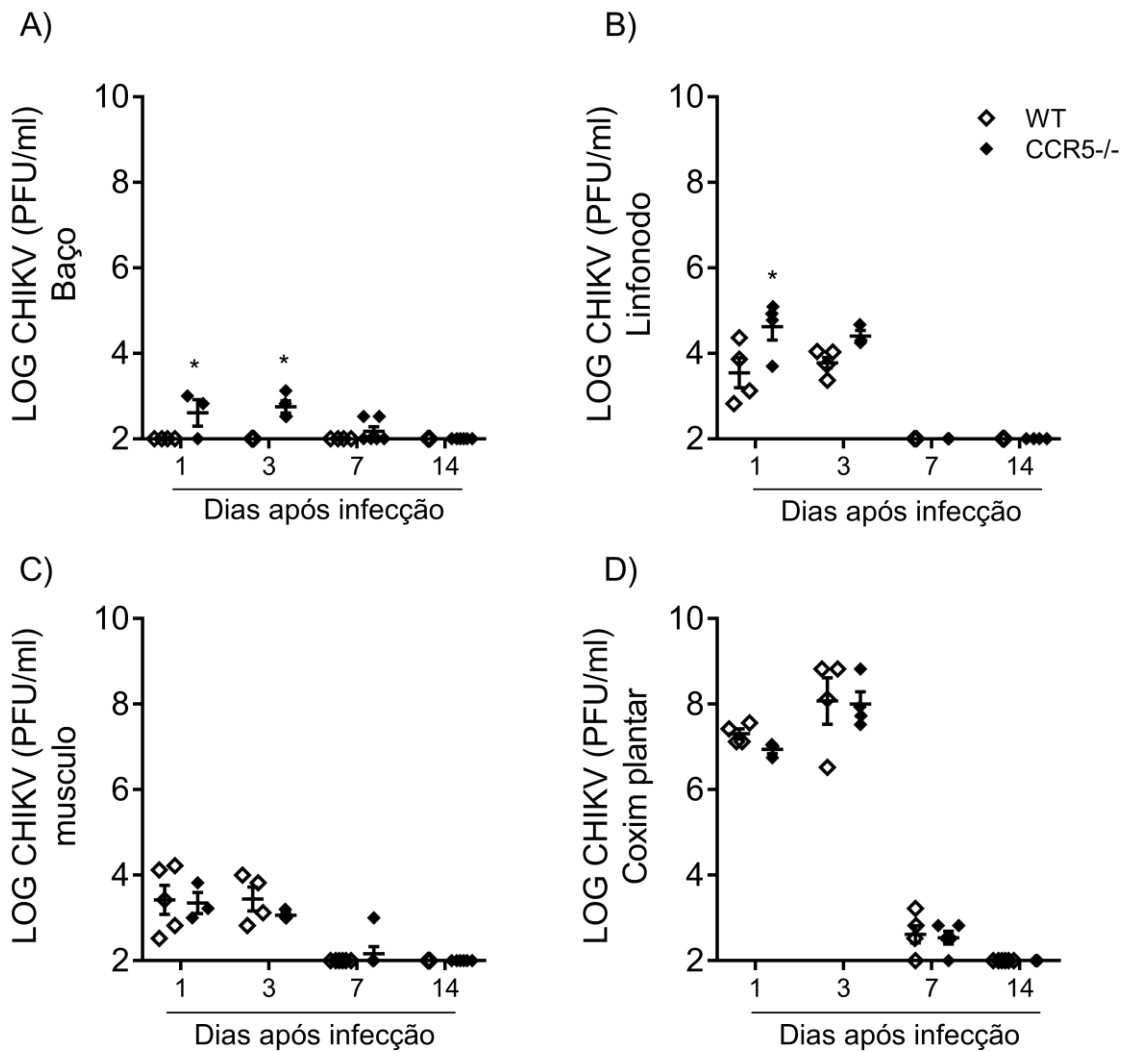 A)
LOG CHIKV (PFU/ml)
Baço
10
8
6
4
2
* *
1 3 7 14
Dias após infecção
B)
LOG CHIKV (PFU/ml)
Linfonodo
10
8
6
4
2
WT
CCR5-/-
*
1 3 7 14
Dias após infecção
C)
LOG CHIKV (PFU/ml)
musculo
10
8
6
4
2
1 3 7 14
Dias após infecção
D)
LOG CHIKV (PFU/ml)
Coxim plantar
10
8
6
4
2
1 3 7 14
Dias após infecção